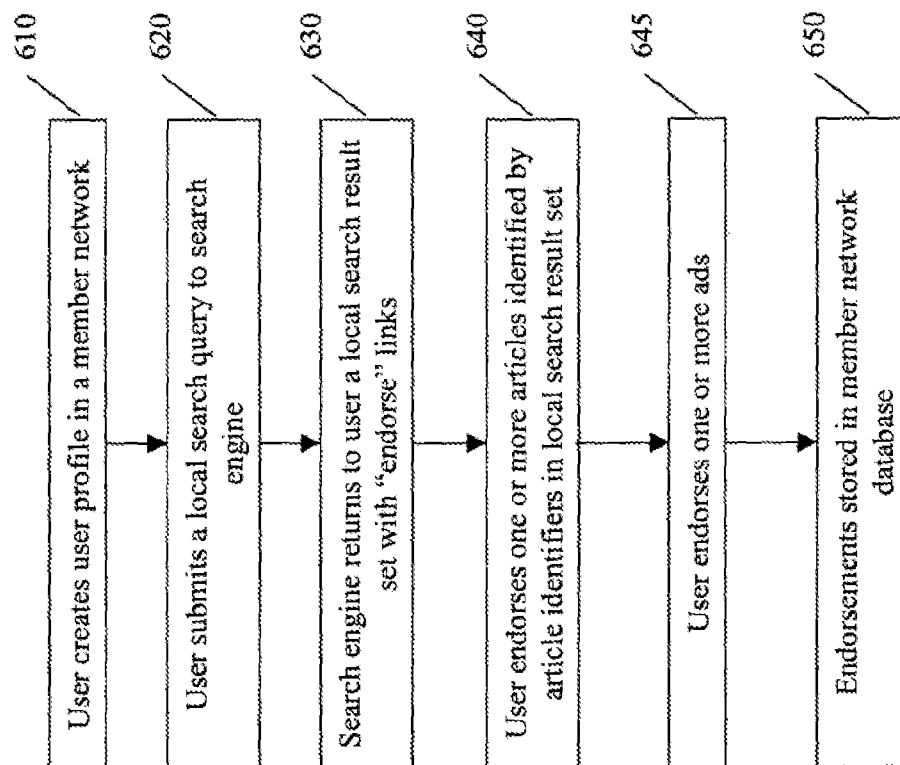 610
User creates user profile in a member network
620
User submits a local search query to search
engine
630
Search engine returns to user a local search result
set with “endorse” links
640
User endorses one or more articles identified by
article identifiers in local search result set
645
User endorses one or more ads
650
Endorsements stored in member network
database